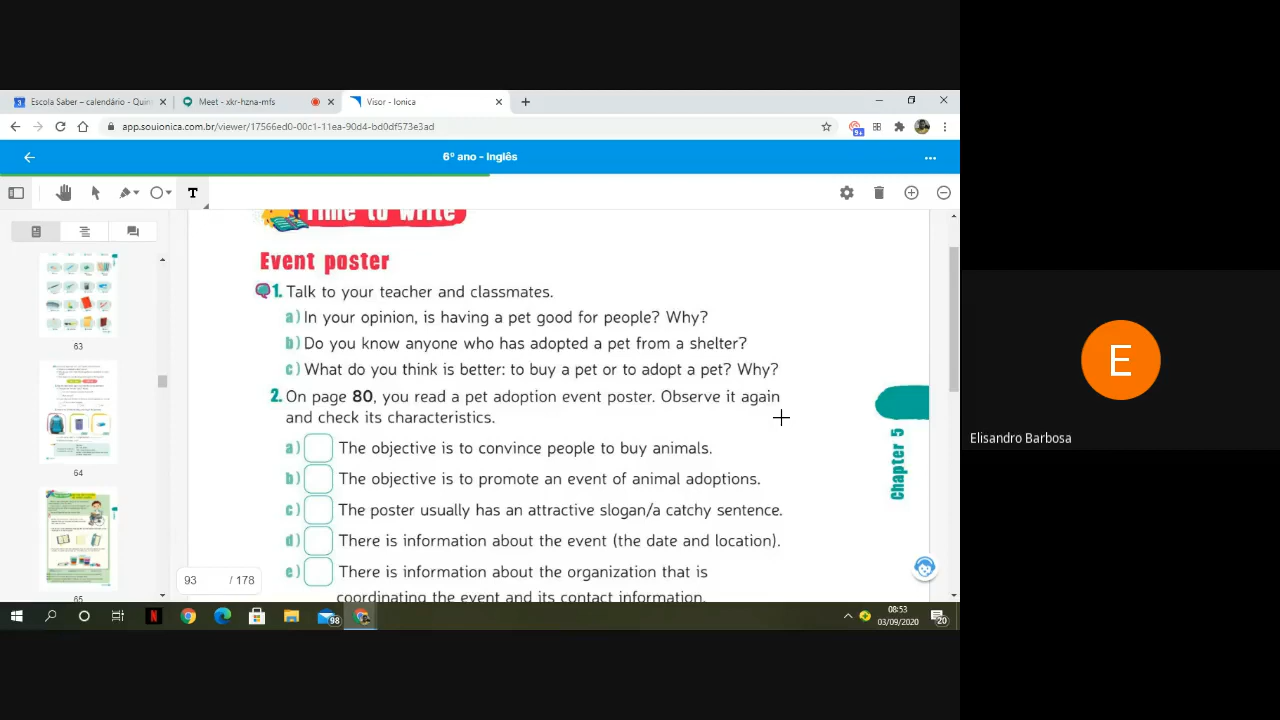 Escola Saber – calendário - Quin
Meet - xkr-hzna-mfs
Visor - Ionica
app.souionica.com.br/viewer/17566ed0-00c1-11ea-90d4-bd0df573e3ad
9+
6º ano - Inglês
T
Time to write
Event poster
1. Talk to your teacher and classmates.
a) In your opinion, is having a pet good for people? Why?
b) Do you know anyone who has adopted a pet from a shelter?
c) What do you think is better: to buy a pet or to adopt a pet? Why?
2. On page 80, you read a pet adoption event poster. Observe it again
and check its characteristics.
a) The objective is to convince people to buy animals.
b) The objective is to promote an event of animal adoptions.
c) The poster usually has an attractive slogan/a catchy sentence.
d) There is information about the event (the date and location).
e) There is information about the organization that is
coordinating the event and its contact information.
Chapter 5
63
64
65
93 / 178
98
08:53
03/09/2020
20
E
Elisandro Barbosa